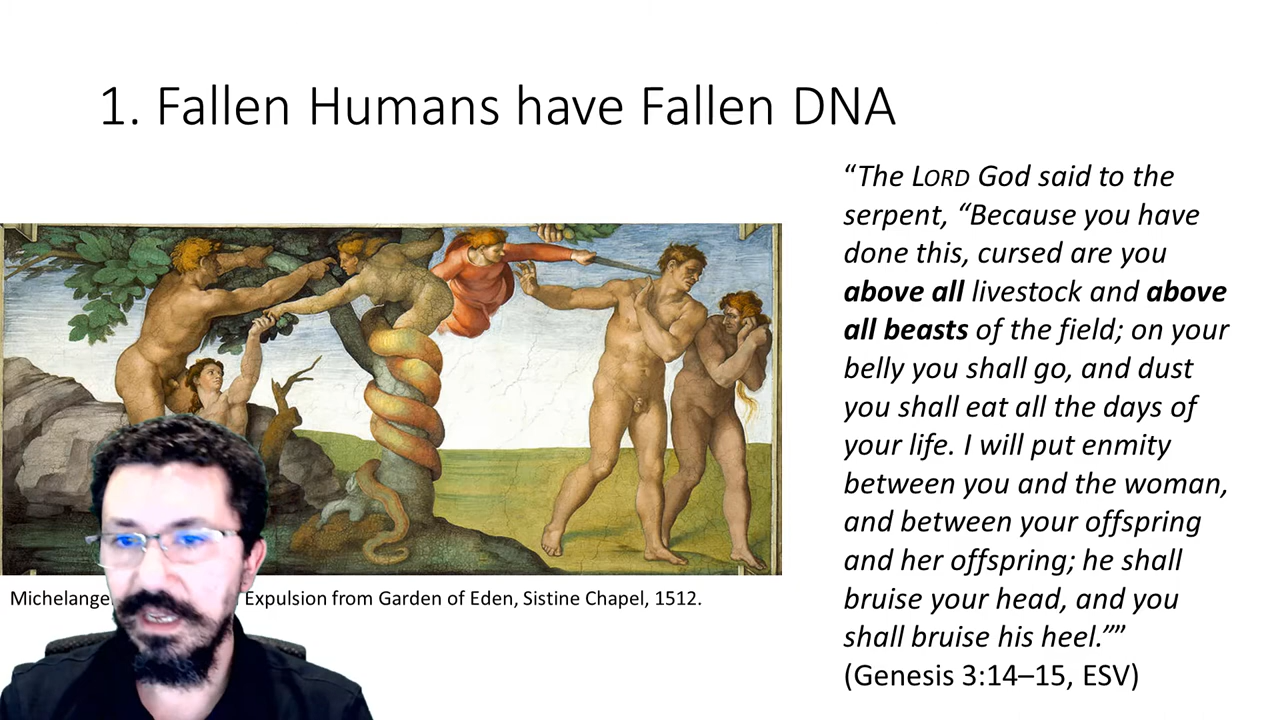 1. Fallen Humans have Fallen DNA
“The LORD God said to the
serpent, “Because you have
done this, cursed are you
above all livestock and above
all beasts of the field; on your
belly you shall go, and dust
you shall eat all the days of
your life. I will put enmity
between you and the woman,
and between your offspring
and her offspring; he shall
bruise your head, and you
shall bruise his heel.””
(Genesis 3:14–15, ESV)
Expulsion from Garden of Eden, Sistine Chapel, 1512.